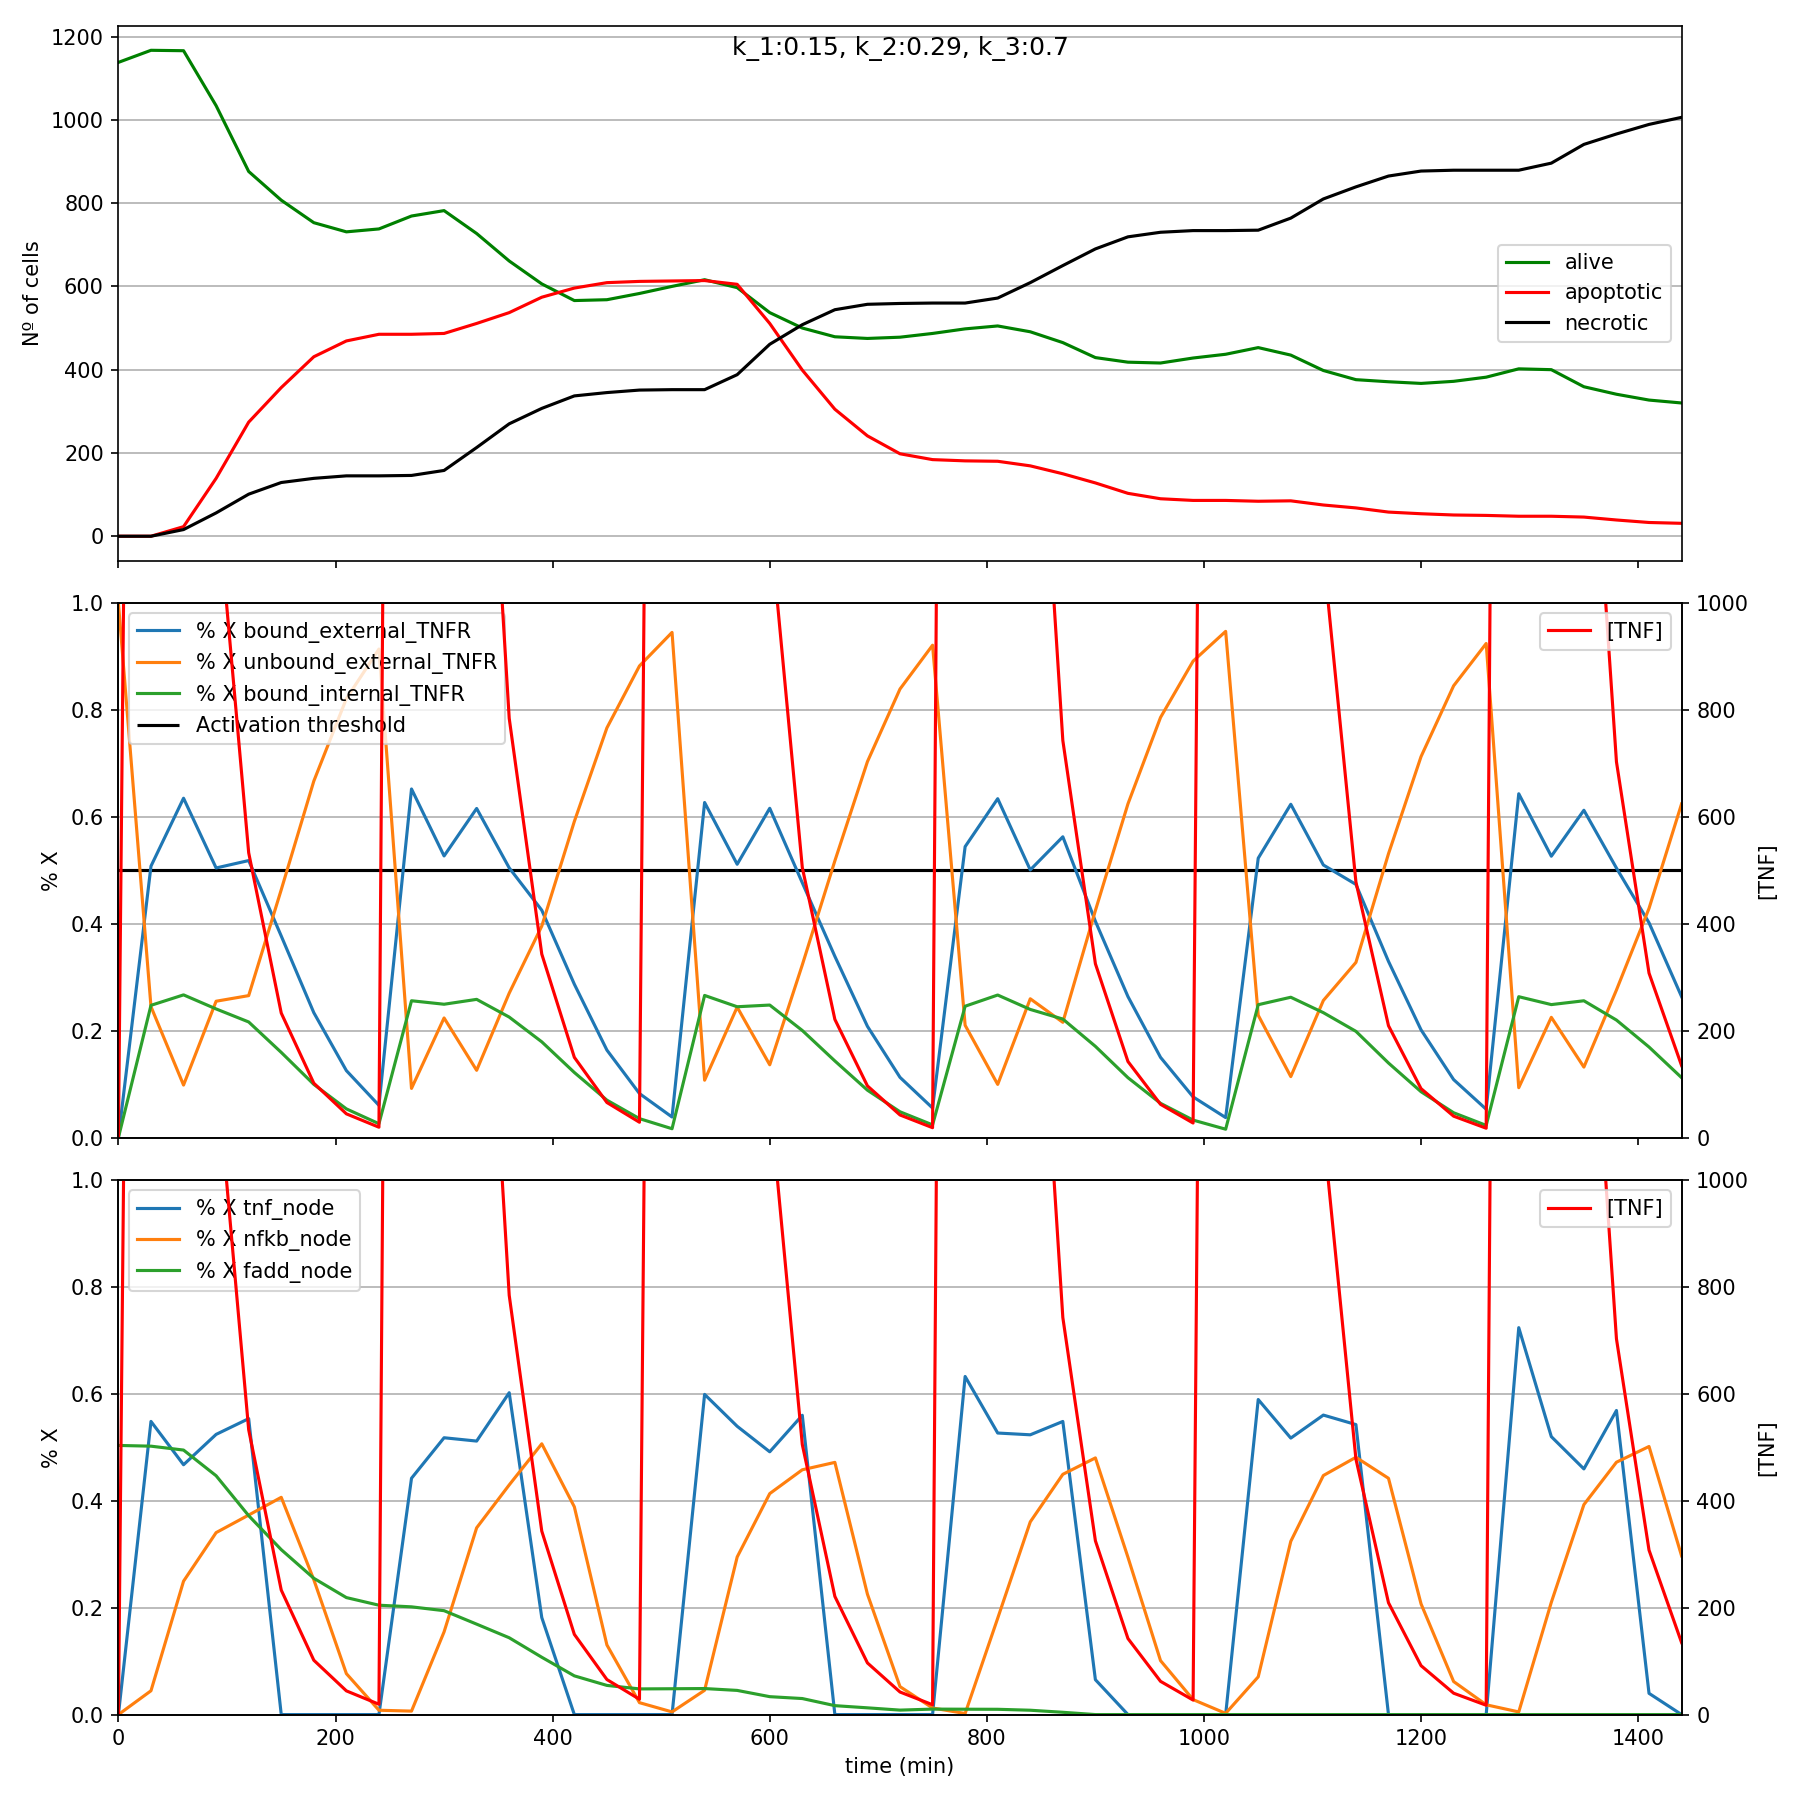 k_1:0.15, k_2:0.29, k_3:0.7
1200
1000
800
600
400
200
0
Nº of cells
alive
apoptotic
necrotic
1.0
0.8
0.6
0.4
0.2
0.0
% X
% X bound_external_TNFR
% X unbound_external_TNFR
% X bound_internal_TNFR
Activation threshold
[TNF]
1000
800
600
400
200
0
[TNF]
1.0
0.8
0.6
0.4
0.2
0.0
% X
% X tnf_node
% X nfkb_node
% X fadd_node
[TNF]
1000
800
600
400
200
0
[TNF]
0 200 400 600 800 1000 1200 1400
time (min)